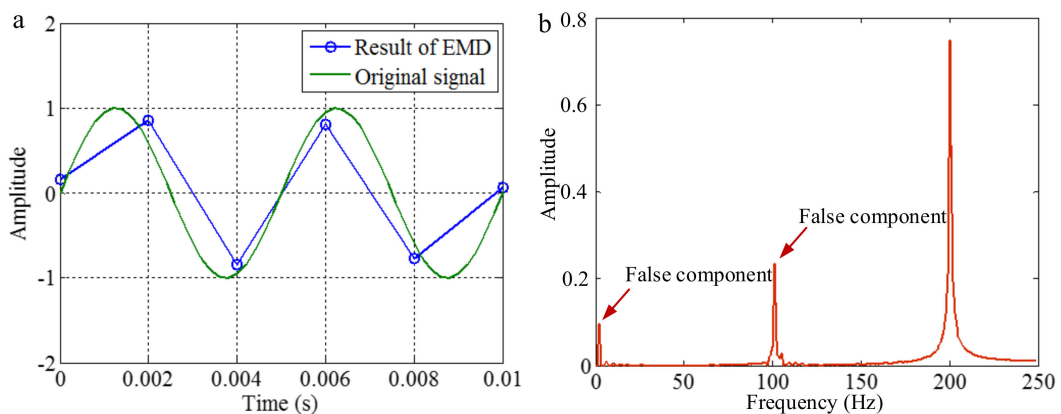 a
2
1
0
-1
-2
Amplitude
Result of EMD
Original signal
0
0.002
0.004
0.006
0.008
0.01
Time (s)
b
0.8
0.6
0.4
0.2
0
Amplitude
False component
False component
0
50
100
150
200
250
Frequency (Hz)